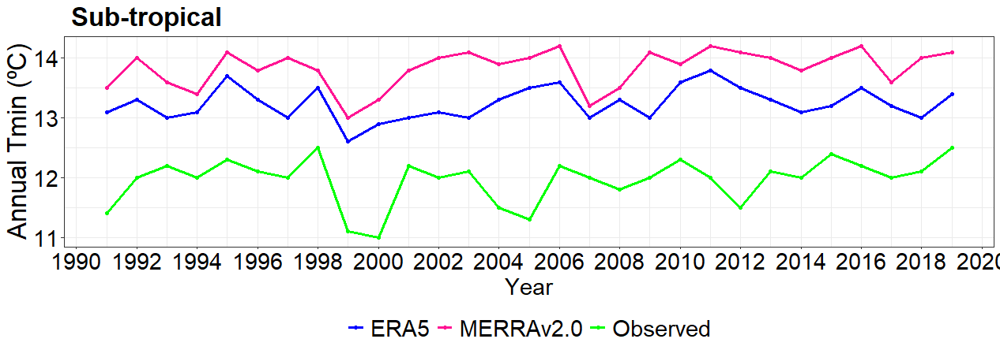 Sub-tropical
Annual Tmin (ºC)
14
13
12
11
1990 1992 1994 1996 1998 2000 2002 2004 2006 2008 2010 2012 2014 2016 2018 2020
Year
ERA5 MERRAv2.0 Observed